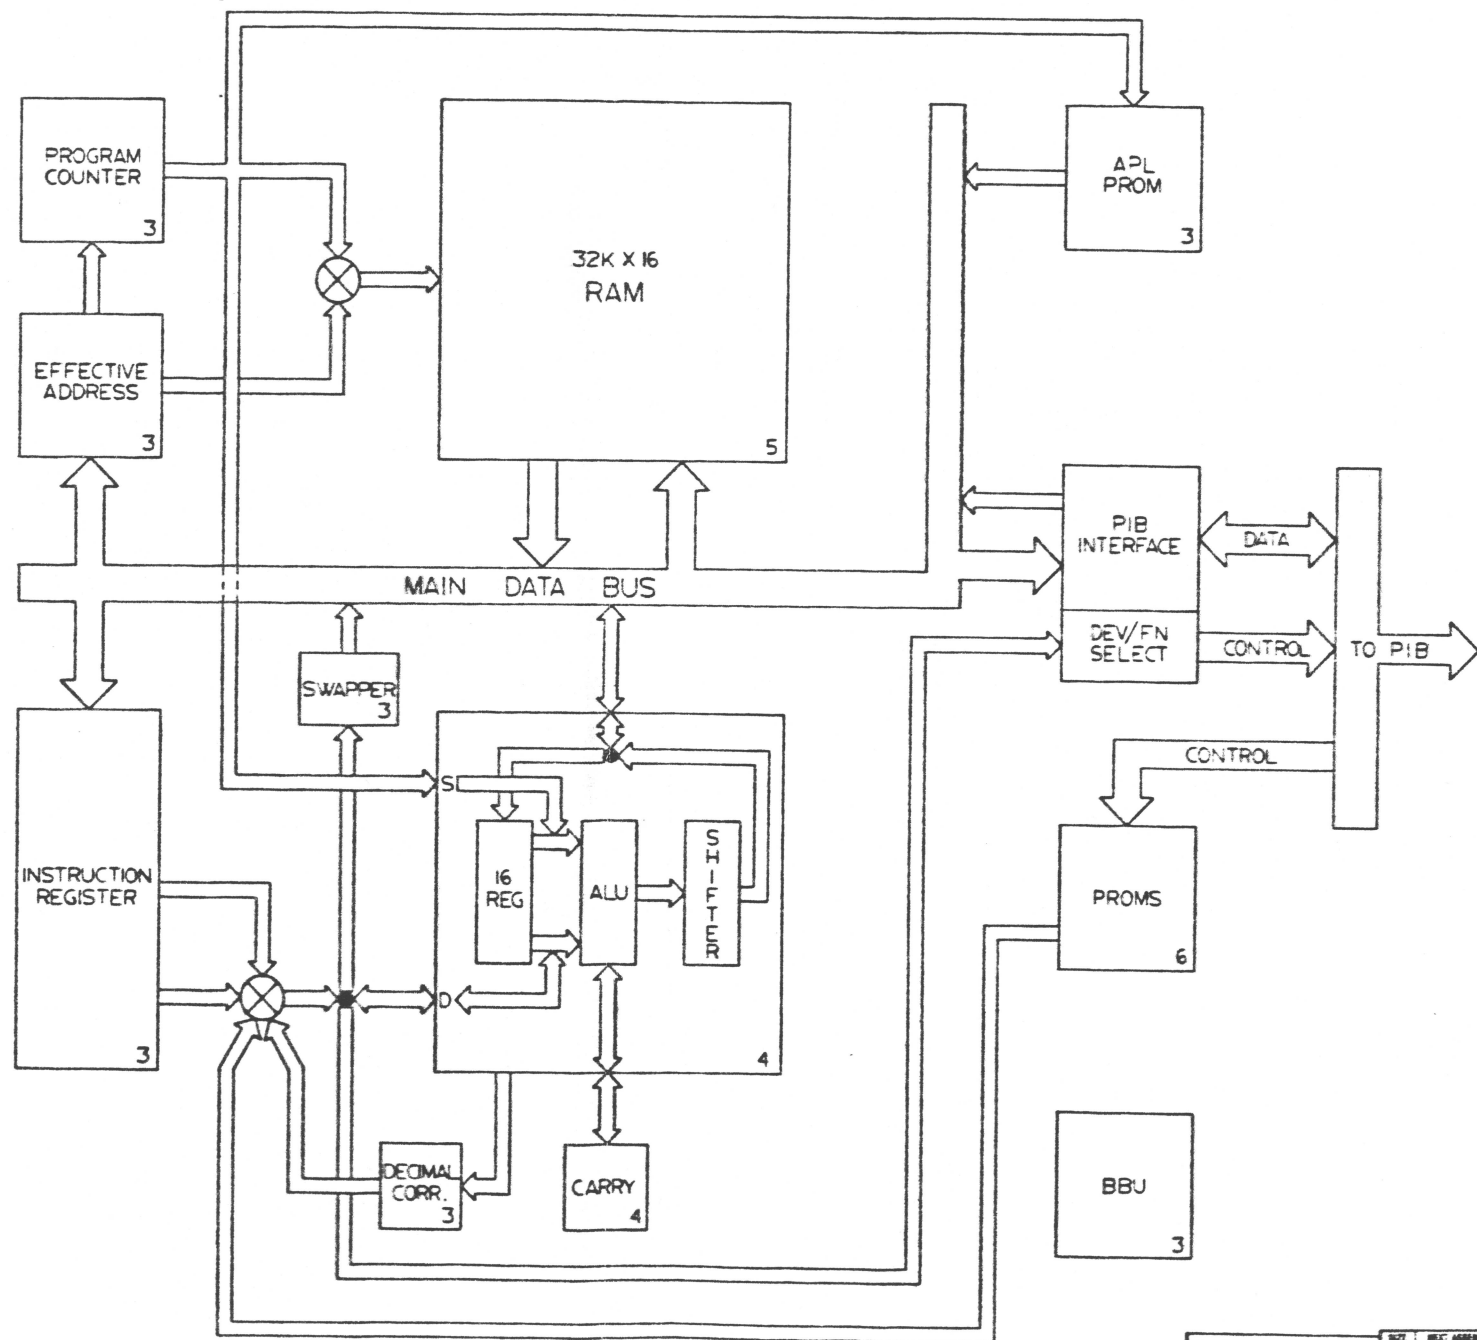 PROGRAM
COUNTER
3
EFFECTIVE
ADDRESS
3
32K X 16
RAM
5
APL
PROM
3
MAIN DATA BUS
PIB
INTERFACE
DATA
DEV/FN
SELECT
CONTROL
TO PIB
CONTROL
PROMS
6
SWAPPER
3
INSTRUCTION
REGISTER
3
S
16
REG
ALU
SHIFTER
D
4
DECIMAL
CORR.
3
CARRY
4
BBU
3